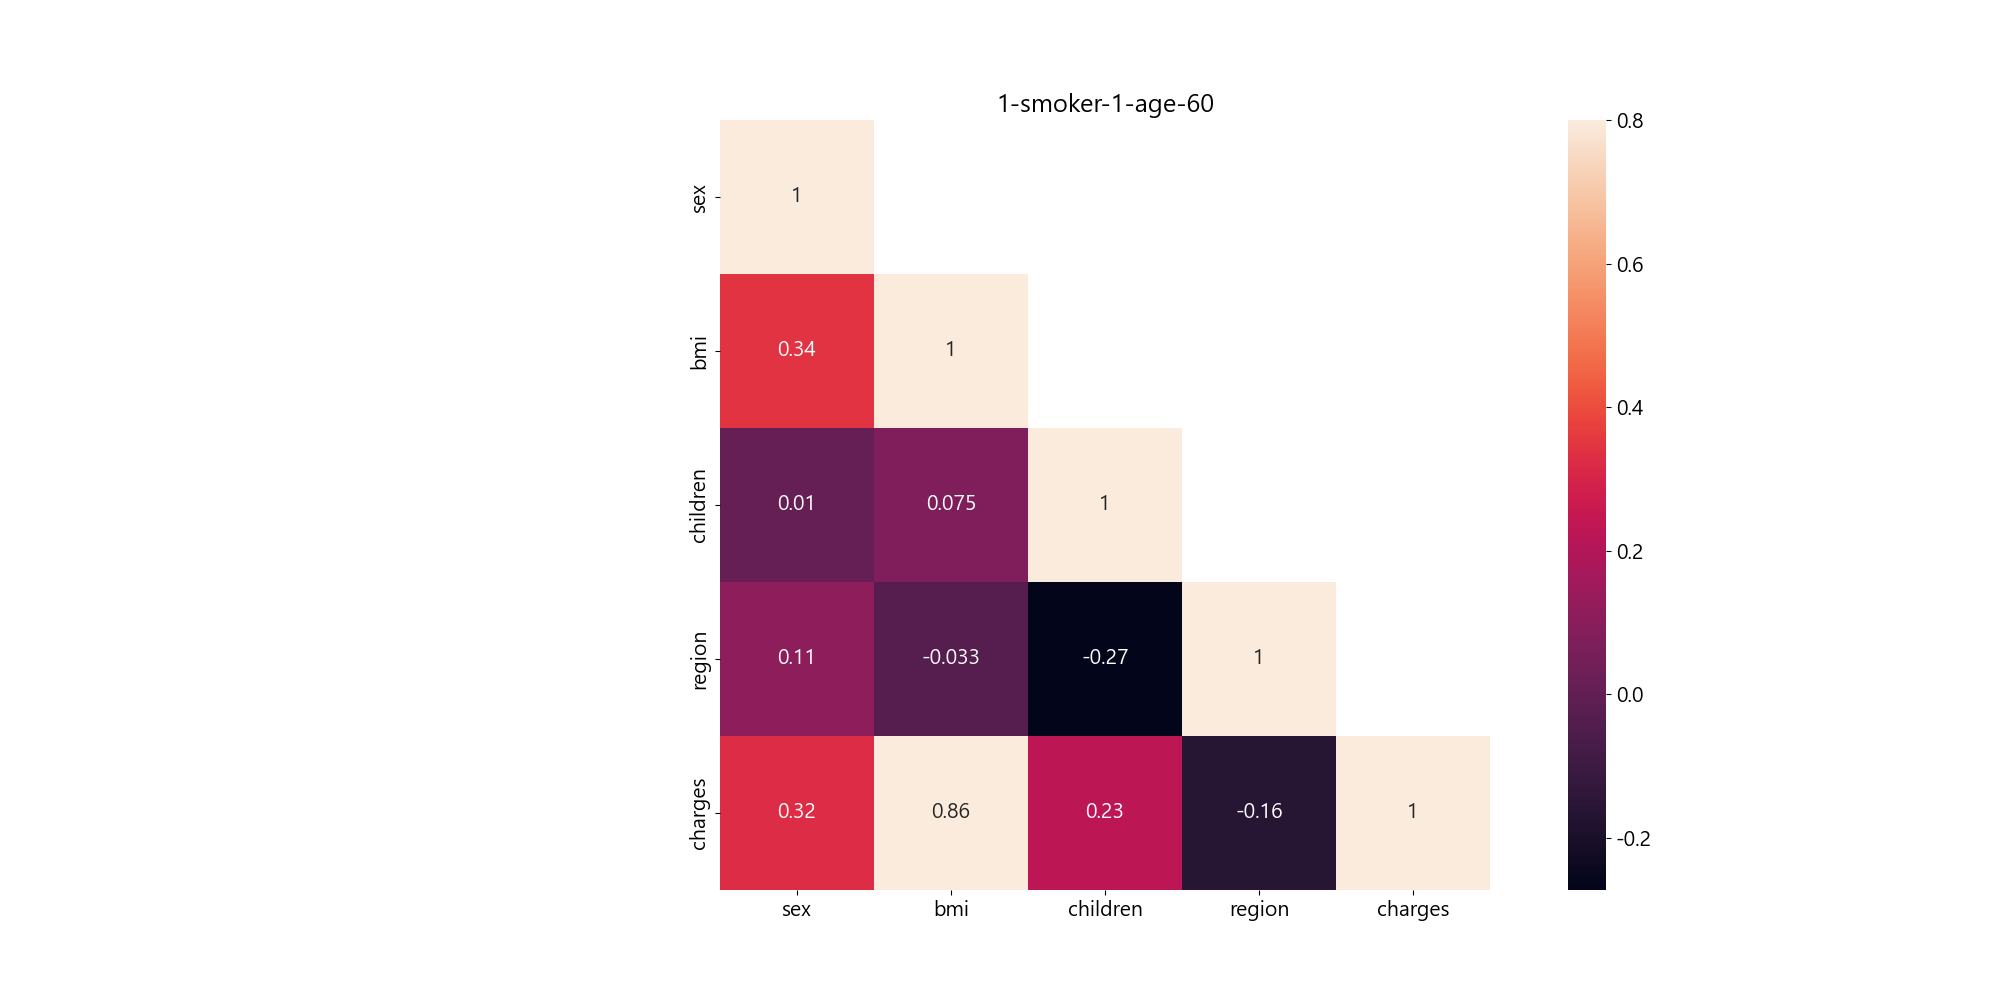 1-smoker-1-age-60
sex
1
bmi
0.34 1
children
0.01 0.075 1
region
0.11 -0.033 -0.27 1
charges
0.32 0.86 0.23 -0.16 1
sex bmi children region charges
0.8
0.6
0.4
0.2
0.0
-0.2